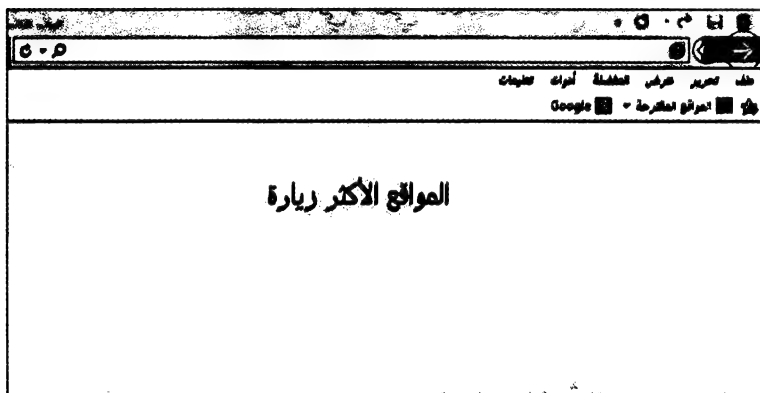 ملف تحرير عرض المفضلة أدوات تعليمات
المواقع المقترحة Google
المواقع الأكثر زيارة